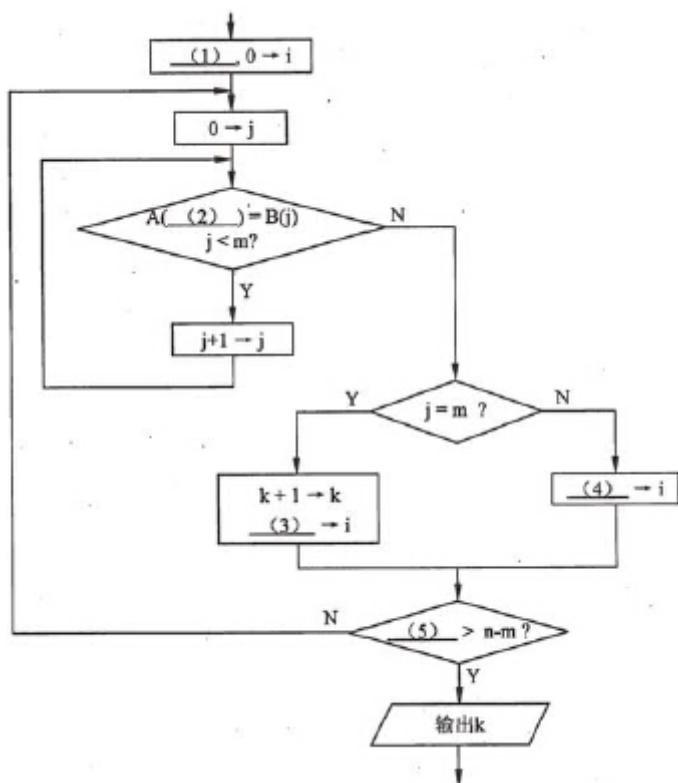 (1) , 0 → i
0 → j
A( (2) ) = B(j)
j < m?
N
Y
j+1 → j
Y
j = m ?
N
k + 1 → k
(3) → i
(4) → i
N
(5) > n-m ?
Y
输出k